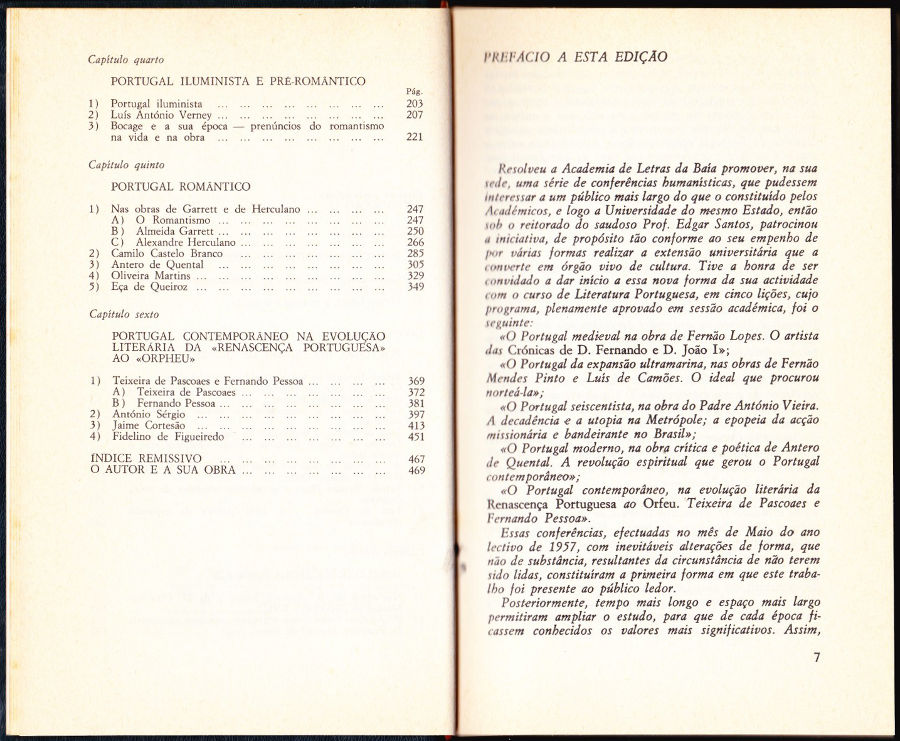 Capítulo quarto
PORTUGAL ILUMINISTA E PRÉ-ROMÂNTICO
Pág.
1) Portugal iluminista ... ... ... ... ... ... ... ... 203
2) Luís António Verney ... ... ... ... ... ... ... ... 207
3) Bocage e a sua época — prenúncios do romantismo
na vida e na obra ... ... ... ... ... ... ... ... 221
Capítulo quinto
PORTUGAL ROMÂNTICO
1) Nas obras de Garrett e de Herculano ... ... ... ... 247
A) O Romantismo ... ... ... ... ... ... ... ... 247
B) Almeida Garrett ... ... ... ... ... ... ... ... 250
C) Alexandre Herculano ... ... ... ... ... ... ... 266
2) Camilo Castelo Branco ... ... ... ... ... ... ... 285
3) Antero de Quental ... ... ... ... ... ... ... ... 305
4) Oliveira Martins ... ... ... ... ... ... ... ... ... 329
5) Eça de Queiroz ... ... ... ... ... ... ... ... ... 349
Capítulo sexto
PORTUGAL CONTEMPORÂNEO NA EVOLUÇÃO
LITERÁRIA DA «RENASCENÇA PORTUGUESA»
AO «ORPHEU»
1) Teixeira de Pascoaes e Fernando Pessoa ... ... ... ... 369
A) Teixeira de Pascoaes ... ... ... ... ... ... ... 372
B) Fernando Pessoa ... ... ... ... ... ... ... ... 381
2) António Sérgio ... ... ... ... ... ... ... ... ... 397
3) Jaime Cortesão ... ... ... ... ... ... ... ... ... 413
4) Fidelino de Figueiredo ... ... ... ... ... ... ... 451
ÍNDICE REMISSIVO ... ... ... ... ... ... ... ... 467
O AUTOR E A SUA OBRA ... ... ... ... ... ... ... 469
PREFÁCIO A ESTA EDIÇÃO
Resolveu a Academia de Letras da Baía promover, na sua
sede, uma série de conferências humanísticas, que pudessem
interessar a um público mais largo do que o constituído pelos
Académicos, e logo a Universidade do mesmo Estado, então
sob o reitorado do saudoso Prof. Edgar Santos, patrocinou
a iniciativa, de propósito tão conforme ao seu empenho de
por várias formas realizar a extensão universitária que a
converte em órgão vivo de cultura. Tive a honra de ser
convidado a dar início a essa nova forma da sua actividade
com o curso de Literatura Portuguesa, em cinco lições, cujo
programa, plenamente aprovado em sessão académica, foi o
seguinte:
«O Portugal medieval na obra de Fernão Lopes. O artista
das Crónicas de D. Fernando e D. João I»;
«O Portugal da expansão ultramarina, nas obras de Fernão
Mendes Pinto e Luís de Camões. O ideal que procurou
norteá-la»;
«O Portugal seiscentista, na obra do Padre António Vieira.
A decadência e a utopia na Metrópole; a epopeia da acção
missionária e bandeirante no Brasil»;
«O Portugal moderno, na obra crítica e poética de Antero
de Quental. A revolução espiritual que gerou o Portugal
contemporâneo»;
«O Portugal contemporâneo, na evolução literária da
Renascença Portuguesa ao Orfeu. Teixeira de Pascoaes e
Fernando Pessoa».
Essas conferências, efectuadas no mês de Maio do ano
lectivo de 1957, com inevitáveis alterações de forma, que
não de substância, resultantes da circunstância de não terem
sido lidas, constituíram a primeira forma em que este traba-
lho foi presente ao público ledor.
Posteriormente, tempo mais longo e espaço mais largo
permitiram ampliar o estudo, para que de cada época fi-
cassem conhecidos os valores mais significativos. Assim,
7